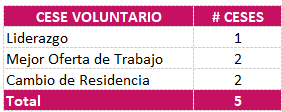 CESE VOLUNTARIO # CESES
Liderazgo 1
Mejor Oferta de Trabajo 2
Cambio de Residencia 2
Total 5